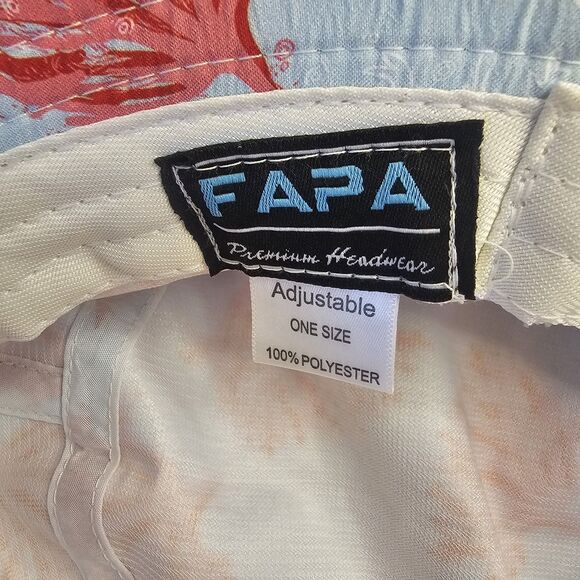 FAPA
Premium Headwear
Adjustable
ONE SIZE
100% POLYESTER